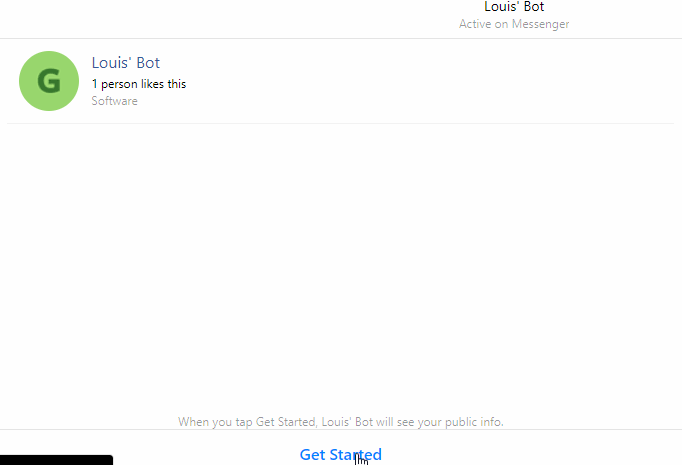 Louis' Bot
Active on Messenger
G
Louis' Bot
1 person likes this
Software
When you tap Get Started, Louis' Bot will see your public info.
Get Started